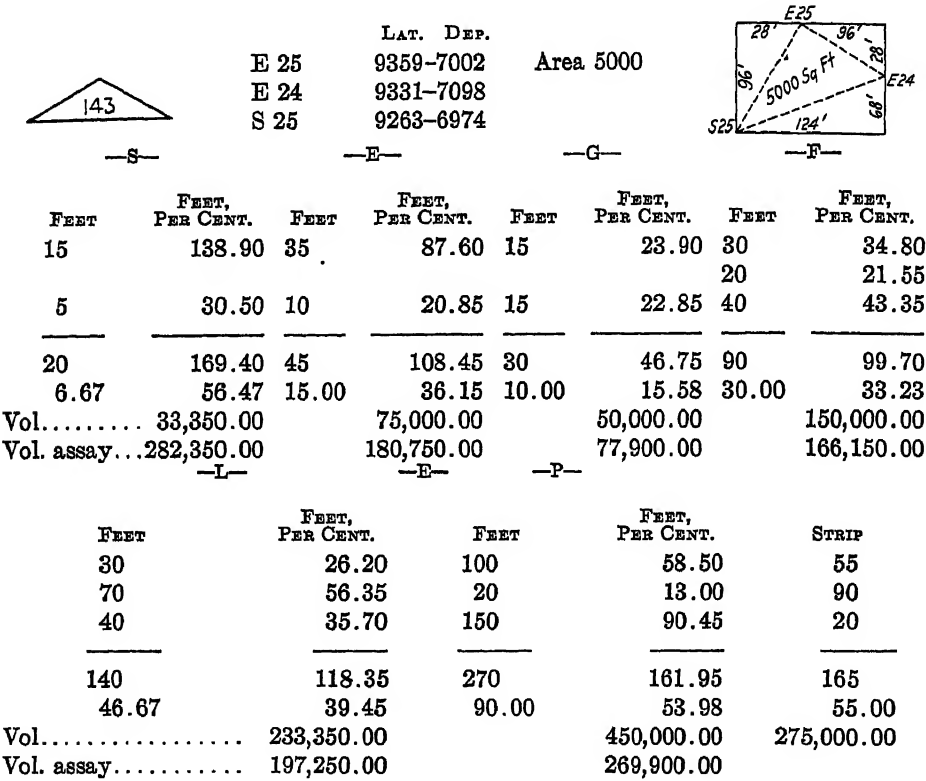 LAT. DEP.
E 25 9359–7002 Area 5000
E 24 9331–7098
S 25 9263–6974
143
E25
28' 96'
96' 5000 Sq Ft 28'
E24
68'
S25 124'
—S— —E— —G— —F—
FEET FEET, PER CENT. FEET FEET, PER CENT. FEET FEET, PER CENT. FEET FEET, PER CENT.
15 138.90 35 87.60 15 23.90 30 34.80
20 21.55
5 30.50 10 20.85 15 22.85 40 43.35
20 169.40 45 108.45 30 46.75 90 99.70
6.67 56.47 15.00 36.15 10.00 15.58 30.00 33.23
Vol......... 33,350.00 75,000.00 50,000.00 150,000.00
Vol. assay...282,350.00 180,750.00 77,900.00 166,150.00
—L— —E— —P—
FEET FEET, PER CENT. FEET FEET, PER CENT. STRIP
30 26.20 100 58.50 55
70 56.35 20 13.00 90
40 35.70 150 90.45 20
140 118.35 270 161.95 165
46.67 39.45 90.00 53.98 55.00
Vol................. 233,350.00 450,000.00 275,000.00
Vol. assay........... 197,250.00 269,900.00